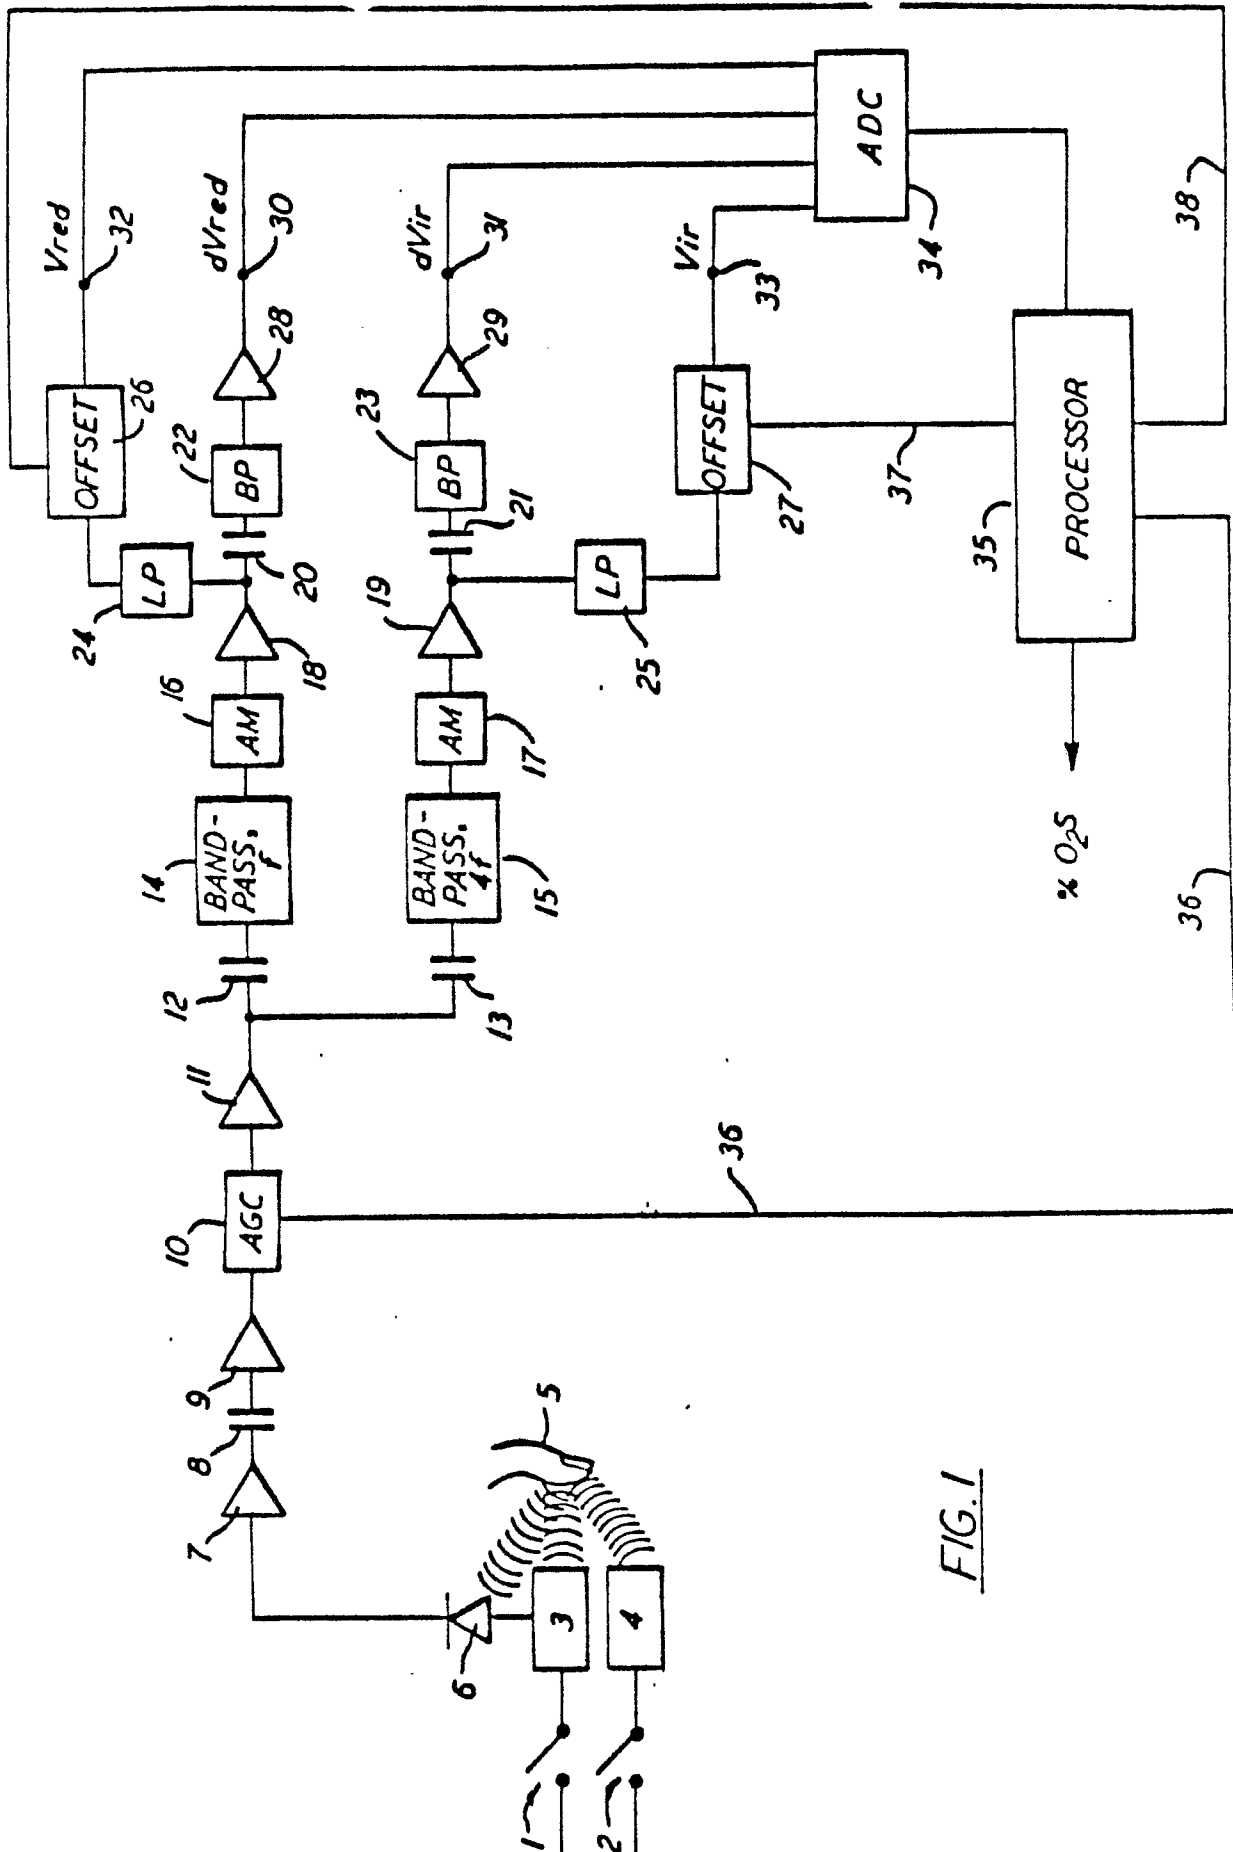 1
2
3
4
5
6
7
8
9
10
AGC
11
12
13
14
BAND-
PASS.
f
15
BAND-
PASS.
4f
16
AM
17
AM
18
19
20
21
22
BP
23
BP
24
LP
25
LP
26
OFFSET
27
OFFSET
28
29
Vred
32
dVred
30
dVir
31
Vir
33
ADC
34
PROCESSOR
35
36
37
38
36
% O2S
FIG. 1